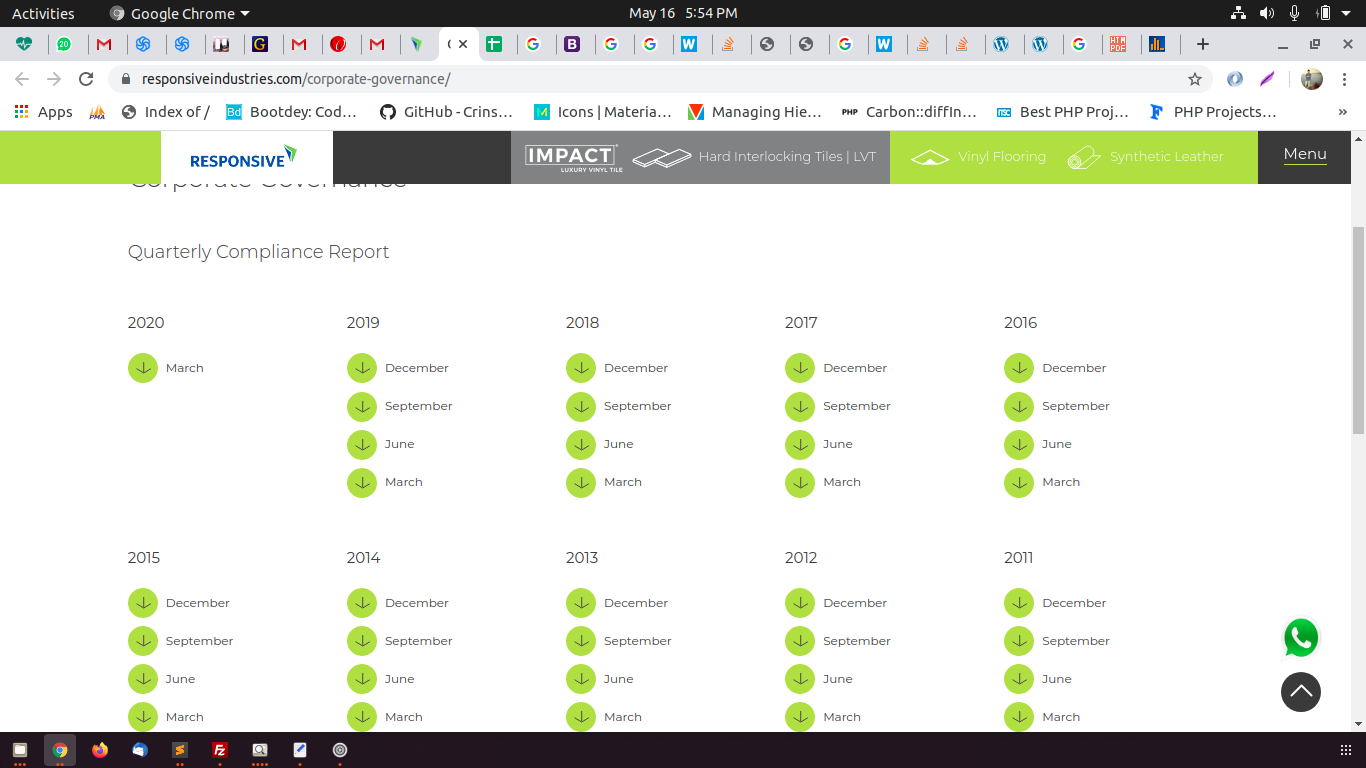 Activities Google Chrome May 16 5:54 PM
20
responsiveindustries.com/corporate-governance/
Apps PMA Index of / Bootdey: Cod... GitHub - Crins... Icons | Materia... Managing Hie... PHP Carbon::diffIn... Best PHP Proj... PHP Projects... »
RESPONSIVE IMPACT LUXURY VINYL TILE Hard Interlocking Tiles | LVT Vinyl Flooring Synthetic Leather Menu
Corporate Governance
Quarterly Compliance Report
2020 2019 2018 2017 2016
March December December December December
September September September September
June June June June
March March March March
2015 2014 2013 2012 2011
December December December December December
September September September September September
June June June June June
March March March March March